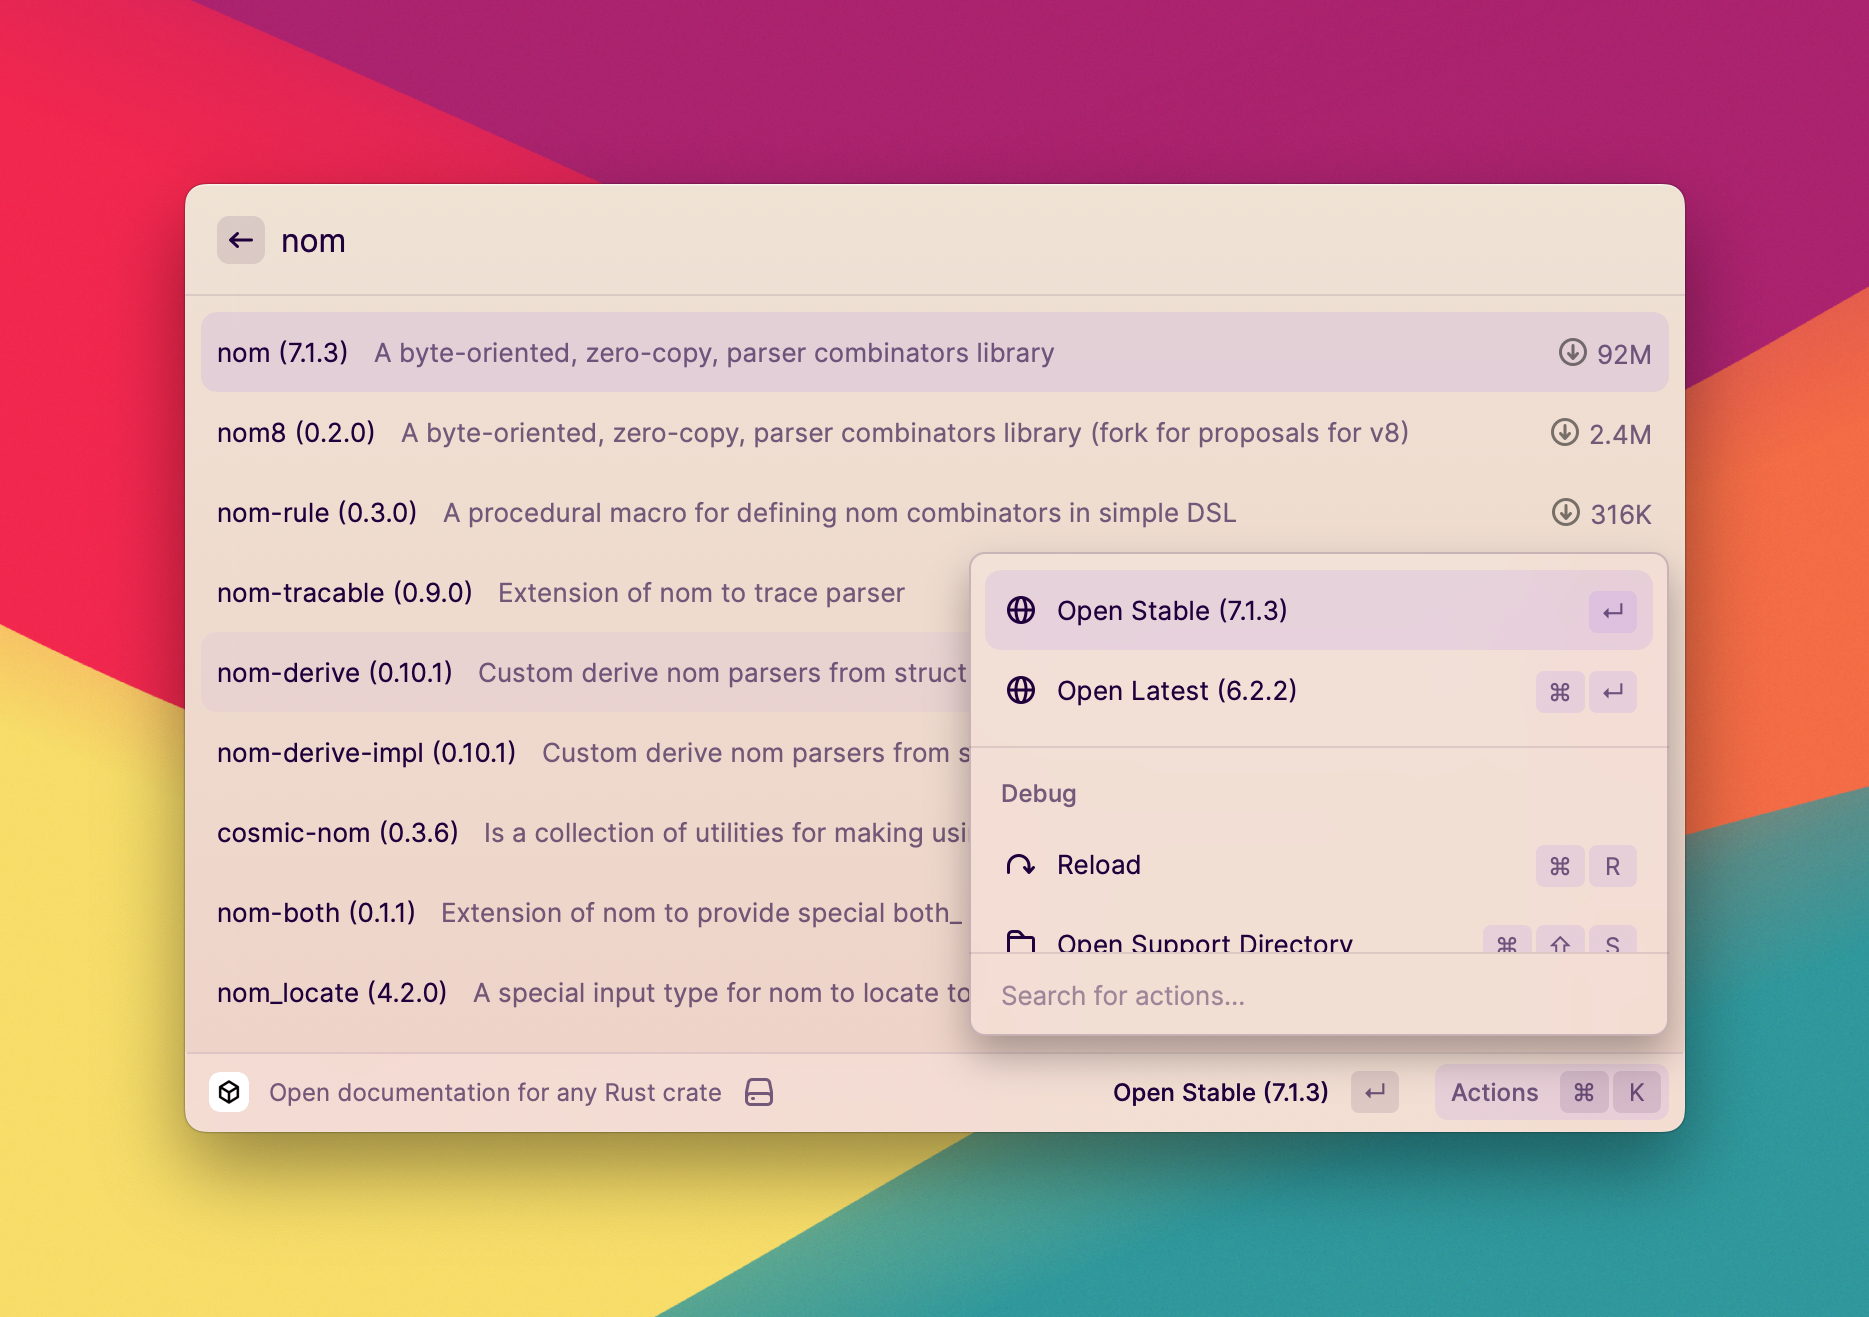 nom
nom (7.1.3) A byte-oriented, zero-copy, parser combinators library 92M
nom8 (0.2.0) A byte-oriented, zero-copy, parser combinators library (fork for proposals for v8) 2.4M
nom-rule (0.3.0) A procedural macro for defining nom combinators in simple DSL 316K
nom-tracable (0.9.0) Extension of nom to trace parser
nom-derive (0.10.1) Custom derive nom parsers from struct
nom-derive-impl (0.10.1) Custom derive nom parsers from s
cosmic-nom (0.3.6) Is a collection of utilities for making usi
nom-both (0.1.1) Extension of nom to provide special both_
nom_locate (4.2.0) A special input type for nom to locate to
Open Stable (7.1.3) ↵
Open Latest (6.2.2) ⌘ ↵
Debug
Reload ⌘ R
Open Support Directory ⌘ ⇧ S
Search for actions...
Open documentation for any Rust crate Open Stable (7.1.3) ↵ Actions ⌘ K